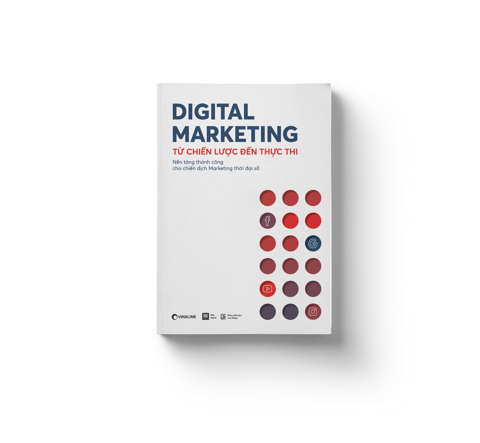 DIGITAL
MARKETING
TỪ CHIẾN LƯỢC ĐẾN THỰC THI
Nền tảng thành công
cho chiến dịch Marketing thời đại số
VINALINK